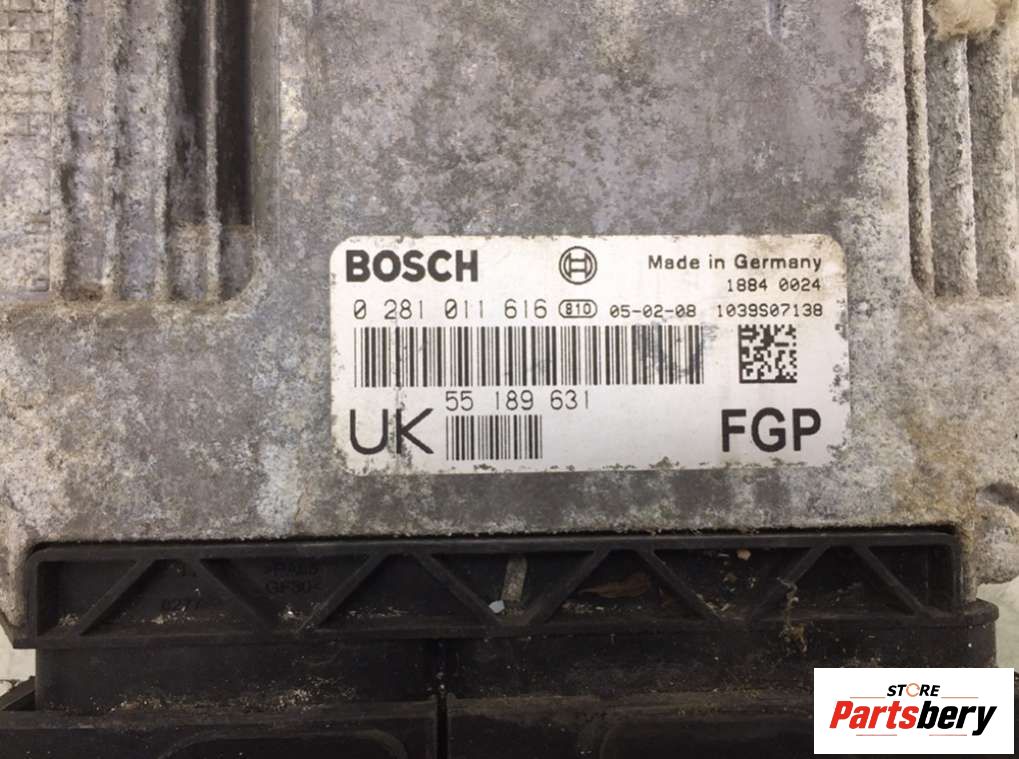 BOSCH Made in Germany
1884 0024
0 281 011 616 810 05-02-08 1039S07138
55 189 631
UK FGP
STORE
Partsbery